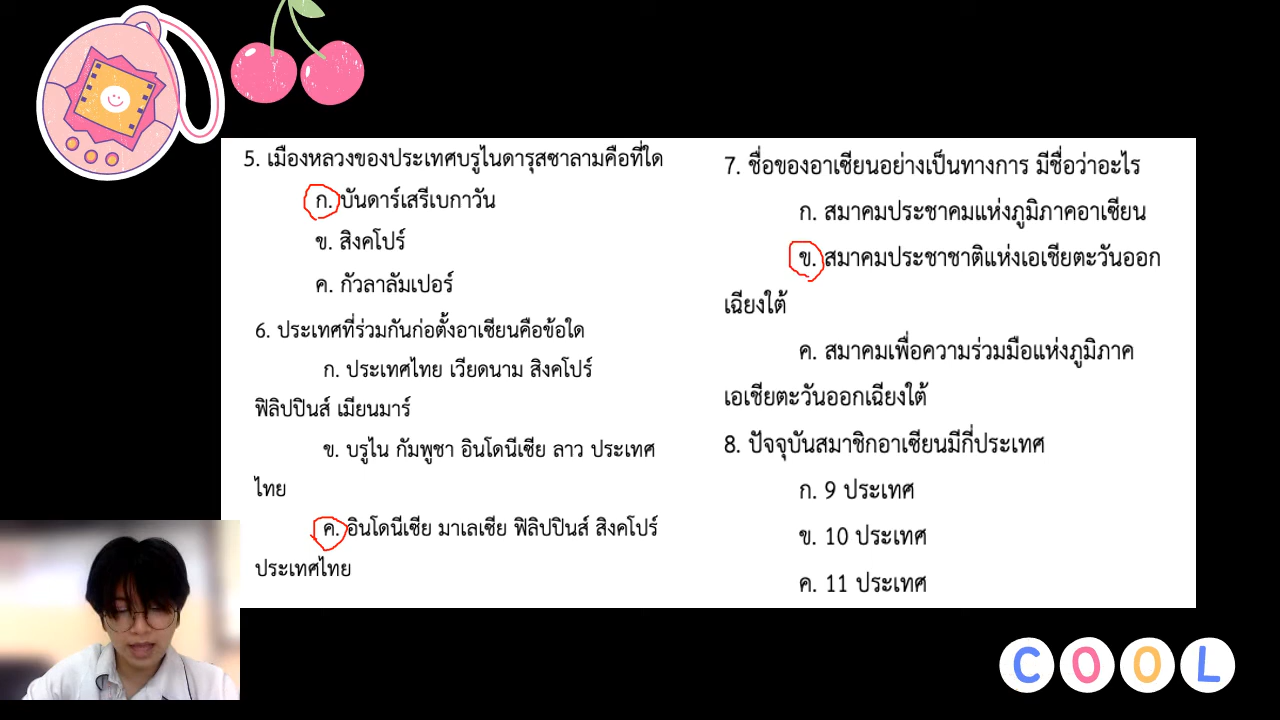 5. เมืองหลวงของประเทศบรูไนดารุสซาลามคือที่ใด
ก. บันดาร์เสรีเบกาวัน
ข. สิงคโปร์
ค. กัวลาลัมเปอร์
6. ประเทศที่ร่วมกันก่อตั้งอาเซียนคือข้อใด
ก. ประเทศไทย เวียดนาม สิงคโปร์
ฟิลิปปินส์ เมียนมาร์
ข. บรูไน กัมพูชา อินโดนีเซีย ลาว ประเทศ
ไทย
ค. อินโดนีเซีย มาเลเซีย ฟิลิปปินส์ สิงคโปร์
ประเทศไทย
7. ชื่อของอาเซียนอย่างเป็นทางการ มีชื่อว่าอะไร
ก. สมาคมประชาคมแห่งภูมิภาคอาเซียน
ข. สมาคมประชาชาติแห่งเอเชียตะวันออก
เฉียงใต้
ค. สมาคมเพื่อความร่วมมือแห่งภูมิภาค
เอเชียตะวันออกเฉียงใต้
8. ปัจจุบันสมาชิกอาเซียนมีกี่ประเทศ
ก. 9 ประเทศ
ข. 10 ประเทศ
ค. 11 ประเทศ
COOL